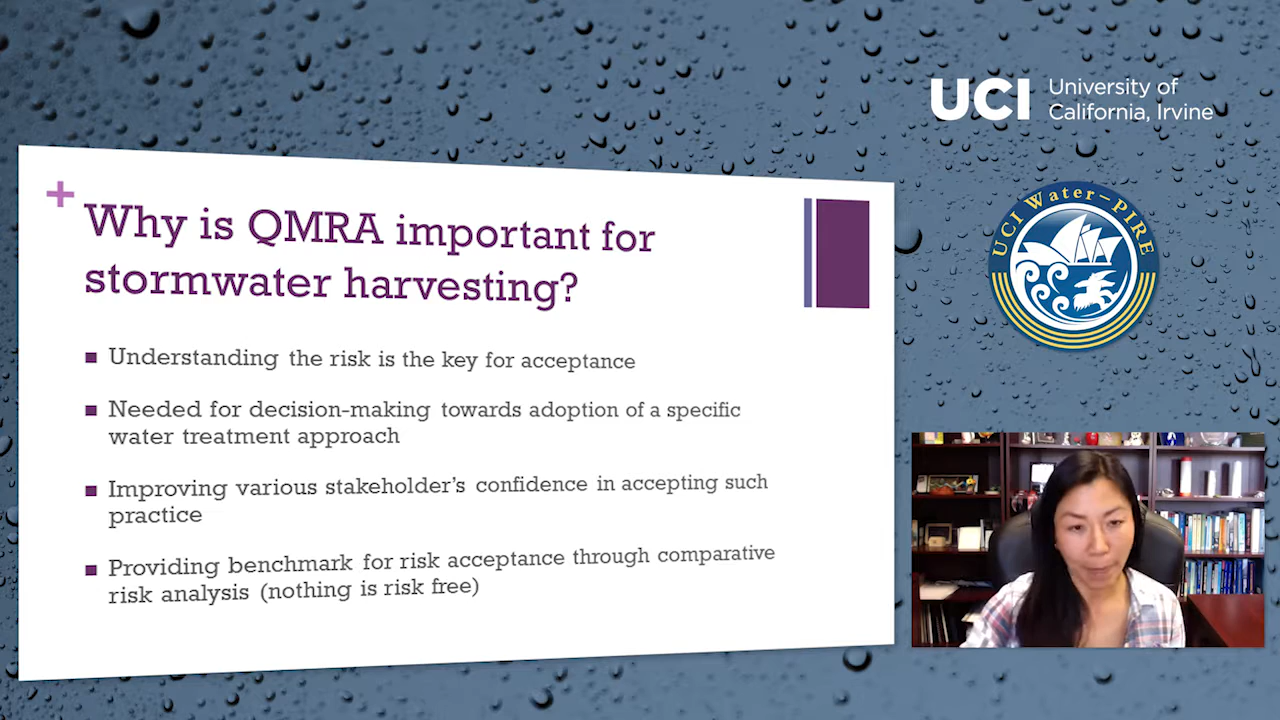 UCI University of
California, Irvine
UCI Water-PIRE
+
Why is QMRA important for
stormwater harvesting?
■ Understanding the risk is the key for acceptance
■ Needed for decision-making towards adoption of a specific
water treatment approach
■ Improving various stakeholder's confidence in accepting such
practice
■ Providing benchmark for risk acceptance through comparative
risk analysis (nothing is risk free)